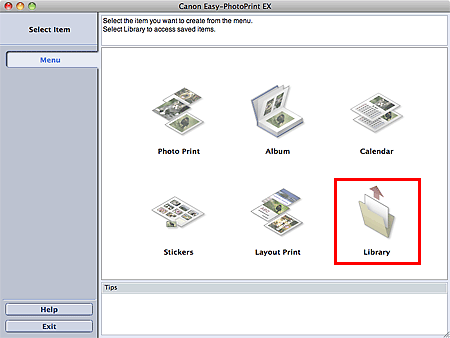 Canon Easy-PhotoPrint EX
Select Item
Select the item you want to create from the menu.
Select Library to access saved items.
Menu
Photo Print
Album
Calendar
Stickers
Layout Print
Library
Tips
Help
Exit